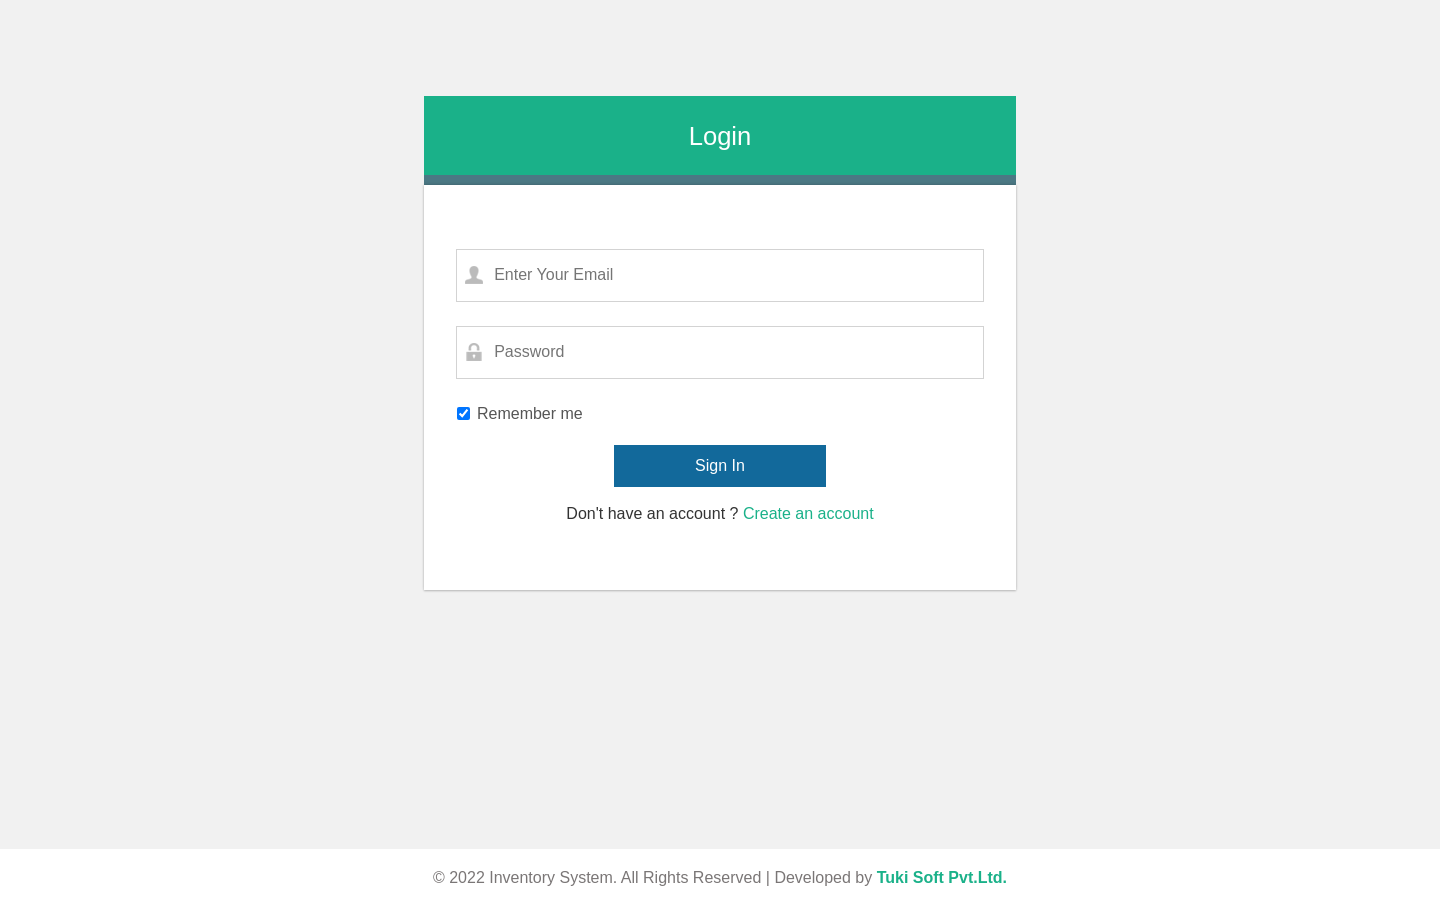 Login
Enter Your Email
Password
Remember me
Sign In
Don't have an account ? Create an account
© 2022 Inventory System. All Rights Reserved | Developed by Tuki Soft Pvt.Ltd.